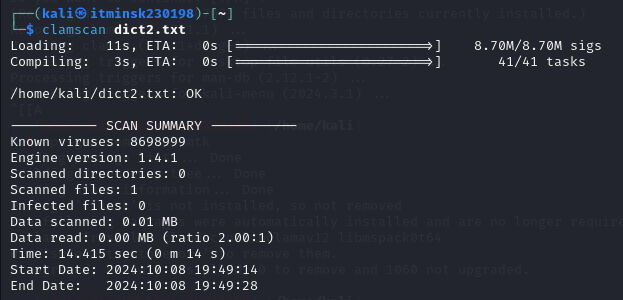 ┌──(kali㉿itminsk230198)-[~]
└─$ clamscan dict2.txt
Loading:    11s, ETA:   0s [========================>]    8.70M/8.70M sigs
Compiling:   3s, ETA:   0s [========================>]       41/41 tasks
/home/kali/dict2.txt: OK
----------- SCAN SUMMARY -----------
Known viruses: 8698999
Engine version: 1.4.1
Scanned directories: 0
Scanned files: 1
Infected files: 0
Data scanned: 0.01 MB
Data read: 0.00 MB (ratio 2.00:1)
Time: 14.415 sec (0 m 14 s)
Start Date: 2024:10:08 19:49:14
End Date:   2024:10:08 19:49:28